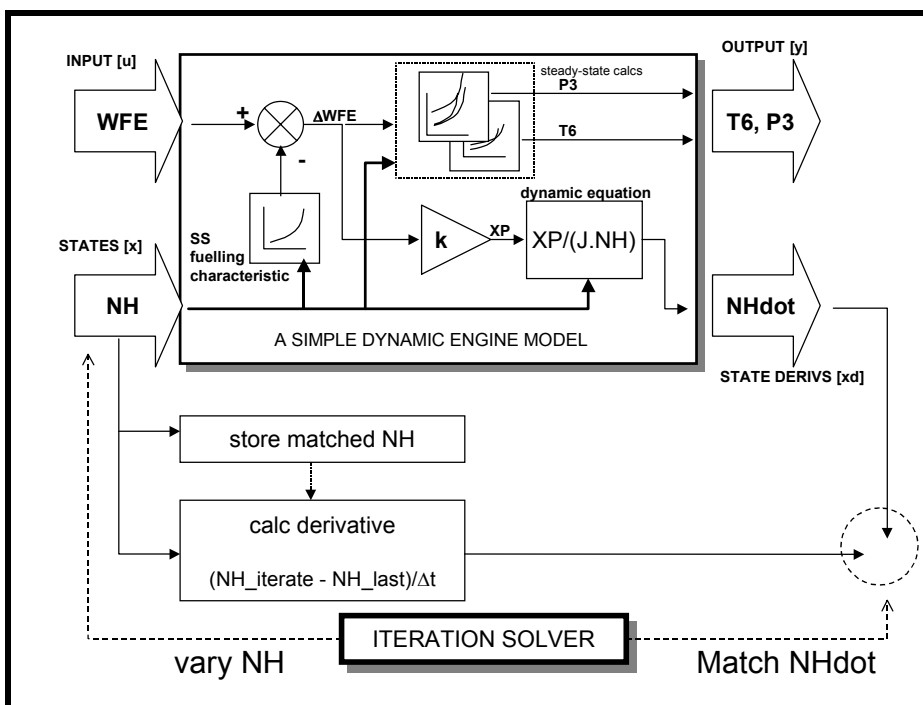 INPUT [u]
WFE
+
-
ΔWFE
steady-state calcs
P3
T6
OUTPUT [y]
T6, P3
SS
fuelling
characteristic
k
XP
dynamic equation
XP/(J.NH)
STATES [x]
NH
A SIMPLE DYNAMIC ENGINE MODEL
NHdot
STATE DERIVS [xd]
store matched NH
calc derivative
(NH_iterate - NH_last)/Δt
ITERATION SOLVER
vary NH
Match NHdot